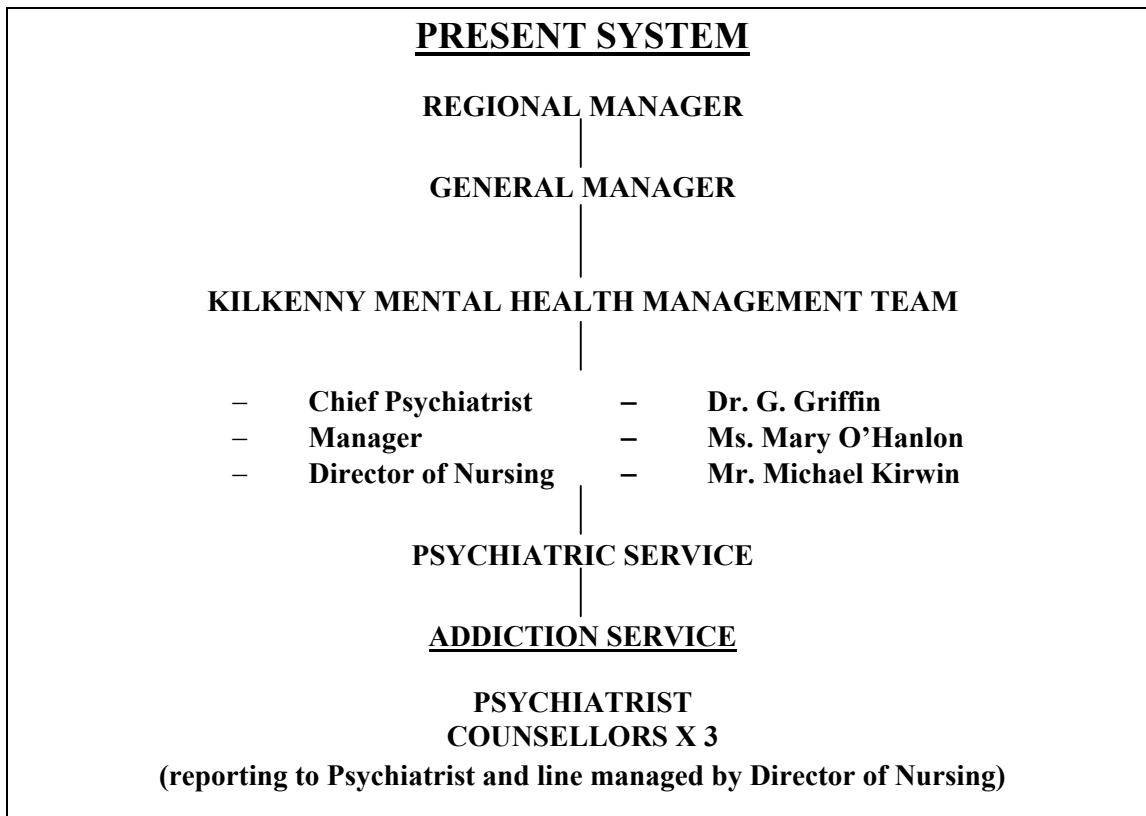 PRESENT SYSTEM
REGIONAL MANAGER
GENERAL MANAGER
KILKENNY MENTAL HEALTH MANAGEMENT TEAM
– Chief Psychiatrist – Dr. G. Griffin
– Manager – Ms. Mary O’Hanlon
– Director of Nursing – Mr. Michael Kirwin
PSYCHIATRIC SERVICE
ADDICTION SERVICE
PSYCHIATRIST
COUNSELLORS X 3
(reporting to Psychiatrist and line managed by Director of Nursing)